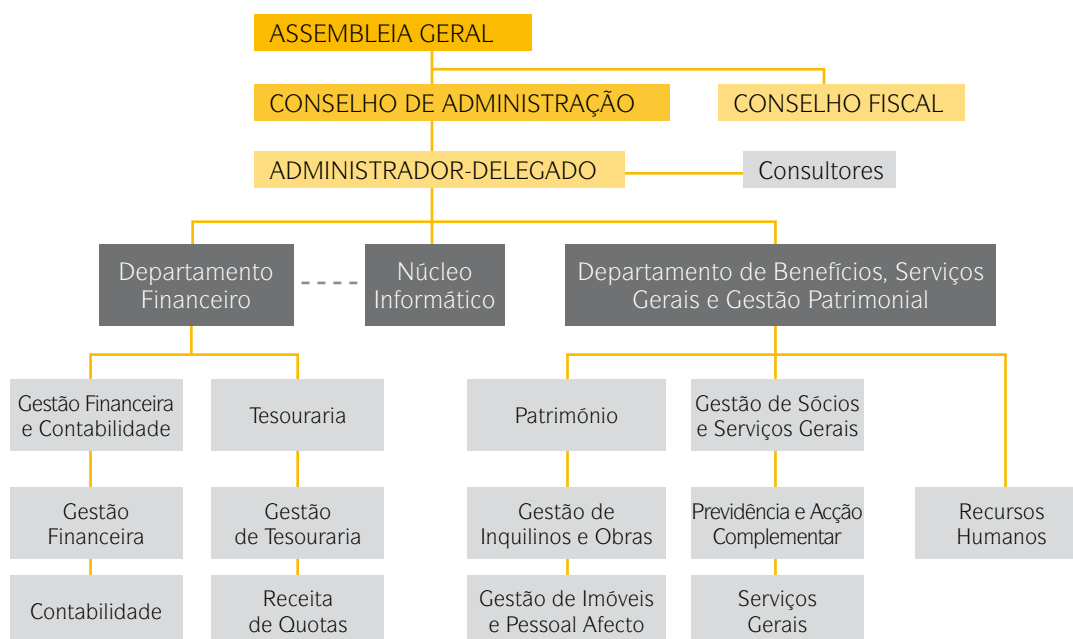 ASSEMBLEIA GERAL
CONSELHO DE ADMINISTRAÇÃO
CONSELHO FISCAL
ADMINISTRADOR-DELEGADO
Consultores
Departamento
Financeiro
Núcleo
Informático
Departamento de Benefícios, Serviços
Gerais e Gestão Patrimonial
Gestão Financeira
e Contabilidade
Tesouraria
Património
Gestão de Sócios
e Serviços Gerais
Gestão
Financeira
Gestão
de Tesouraria
Gestão de
Inquilinos e Obras
Previdência e Acção
Complementar
Recursos
Humanos
Contabilidade
Receita
de Quotas
Gestão de Imóveis
e Pessoal Afecto
Serviços
Gerais